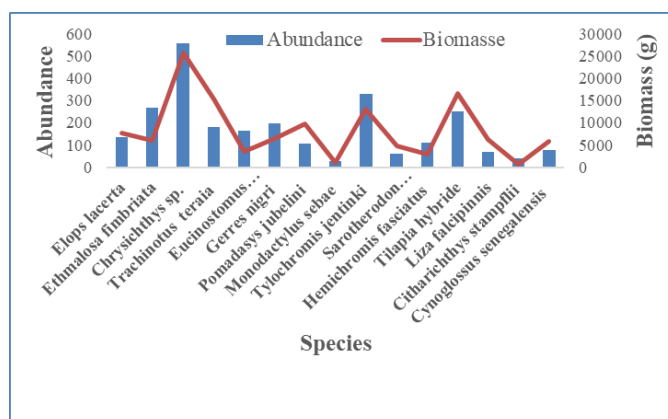 600
500
400
300
200
100
0
Abundance
Abundance
Biomasse
30000
25000
20000
15000
10000
5000
0
Biomass (g)
Elops lacerta
Ethmalosa fimbriata
Chrysichthy sp.
Trachinotus teraia
Eucinostomus…
Gerres nigri
Pomadasys jubelini
Monodactylus sebae
Tylochromis jentinki
Sarotherodon…
Hemichromis fasciatus
Tilapia hybride
Liza falcipinnis
Citharichthys stampflii
Cynoglossus senegalensis
Species